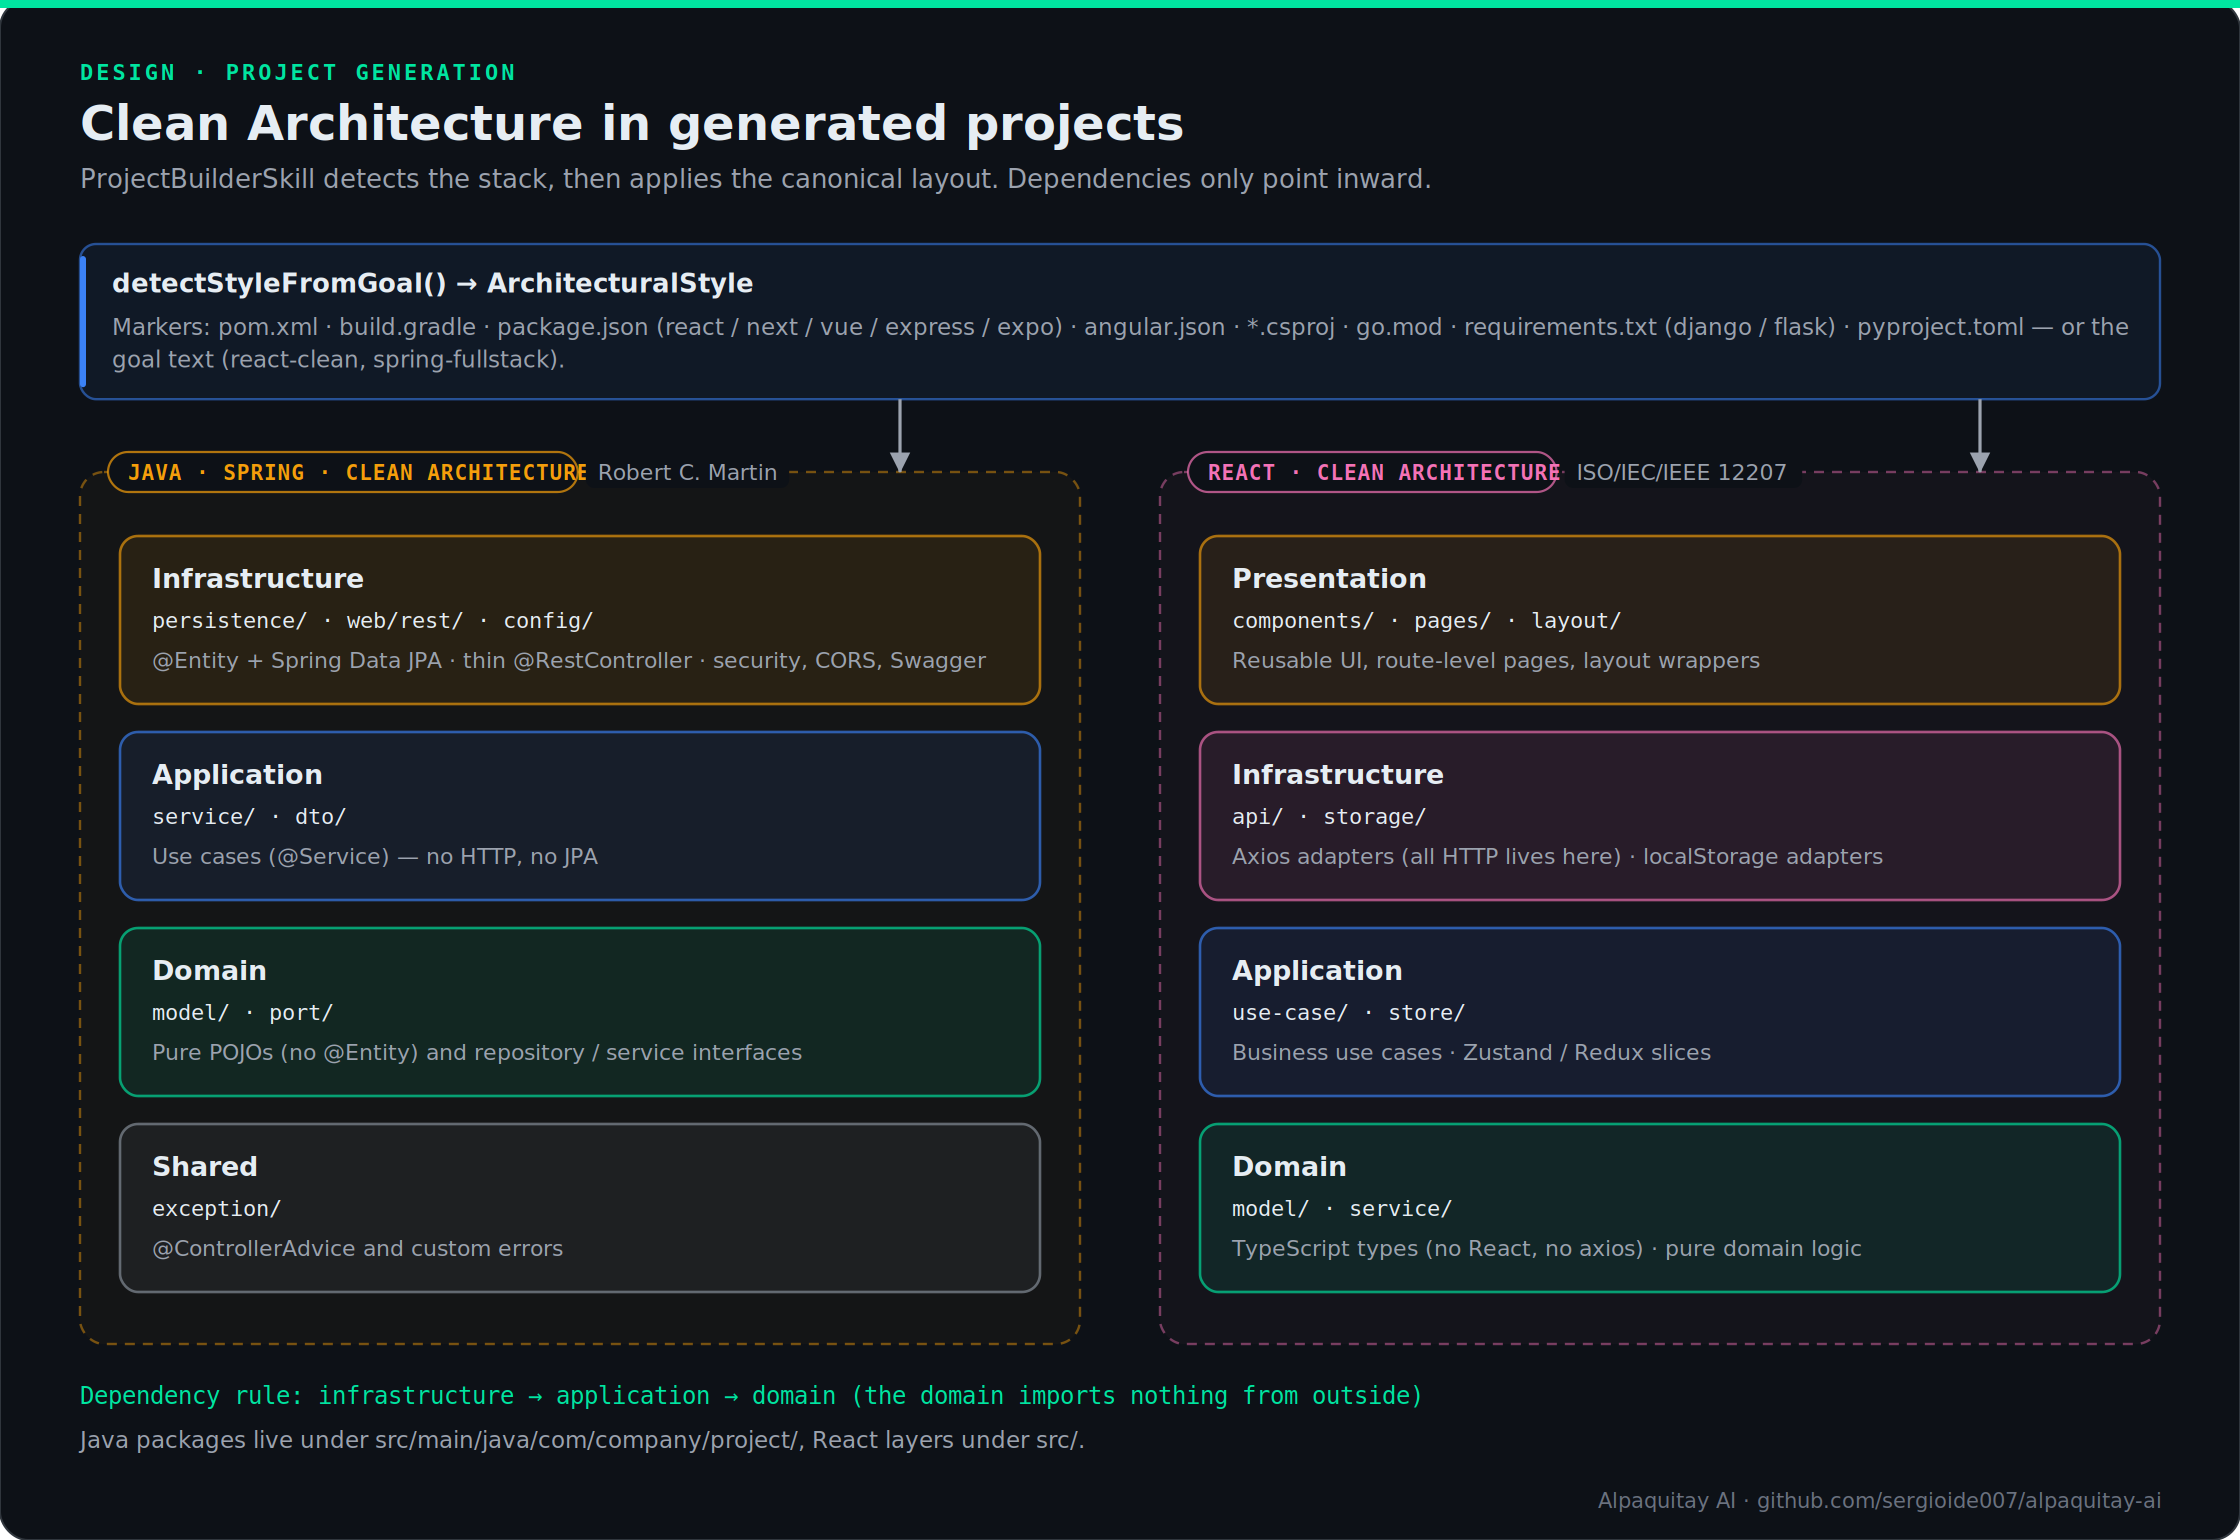 DESIGN · PROJECT GENERATION
Clean Architecture in generated projects
ProjectBuilderSkill detects the stack, then applies the canonical layout. Dependencies only point inward.
detectStyleFromGoal() → ArchitecturalStyle
Markers: pom.xml · build.gradle · package.json (react / next / vue / express / expo) · angular.json · *.csproj · go.mod · requirements.txt (django / flask) · pyproject.toml — or the
goal text (react-clean, spring-fullstack).
JAVA · SPRING · CLEAN ARCHITECTURE Robert C. Martin
Infrastructure
persistence/ · web/rest/ · config/
@Entity + Spring Data JPA · thin @RestController · security, CORS, Swagger
Application
service/ · dto/
Use cases (@Service) — no HTTP, no JPA
Domain
model/ · port/
Pure POJOs (no @Entity) and repository / service interfaces
Shared
exception/
@ControllerAdvice and custom errors
REACT · CLEAN ARCHITECTURE ISO/IEC/IEEE 12207
Presentation
components/ · pages/ · layout/
Reusable UI, route-level pages, layout wrappers
Infrastructure
api/ · storage/
Axios adapters (all HTTP lives here) · localStorage adapters
Application
use-case/ · store/
Business use cases · Zustand / Redux slices
Domain
model/ · service/
TypeScript types (no React, no axios) · pure domain logic
Dependency rule: infrastructure → application → domain (the domain imports nothing from outside)
Java packages live under src/main/java/com/company/project/, React layers under src/.
Alpaquitay AI · github.com/sergioide007/alpaquitay-ai